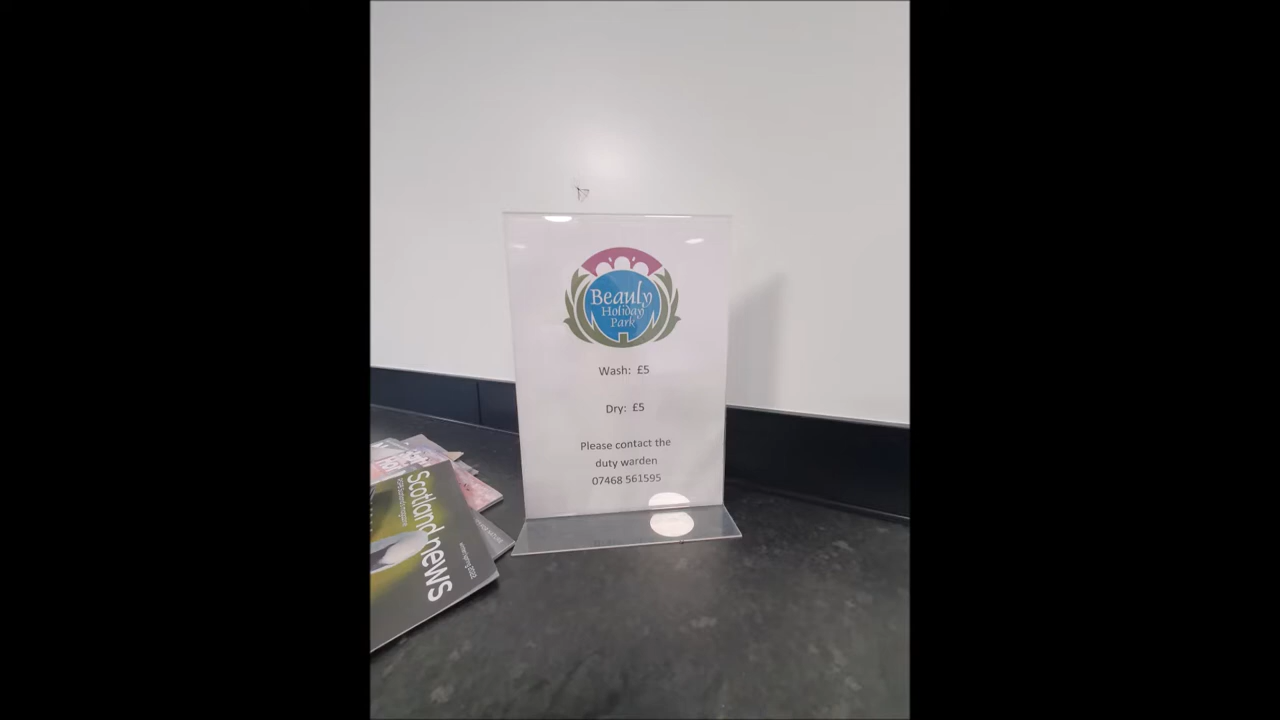 Beauly
Holiday
Park
Wash: £5
Dry: £5
Please contact the
duty warden
07468 561595
Scotland news